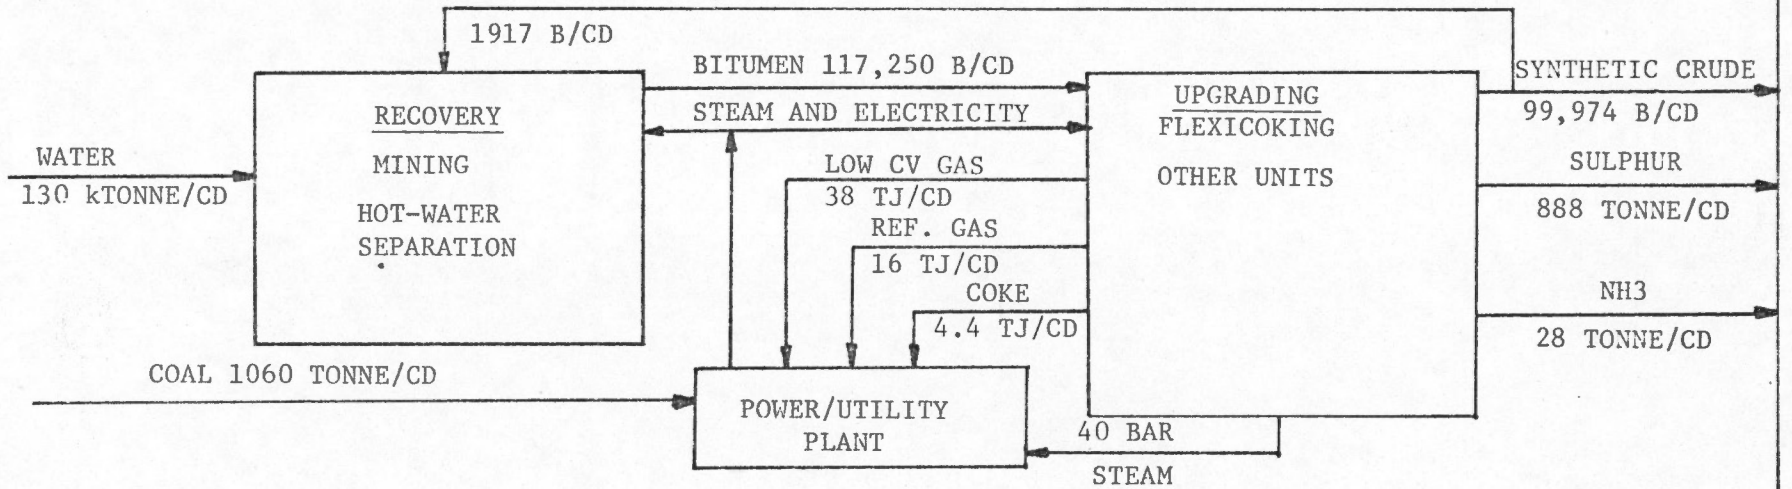 1917 B/CD
BITUMEN 117,250 B/CD
STEAM AND ELECTRICITY
WATER
130 kTONNE/CD
RECOVERY
MINING
HOT-WATER
SEPARATION
LOW CV GAS
38 TJ/CD
REF. GAS
16 TJ/CD
COKE
4.4 TJ/CD
UPGRADING
FLEXICOKING
OTHER UNITS
SYNTHETIC CRUDE
99,974 B/CD
SULPHUR
888 TONNE/CD
NH3
28 TONNE/CD
COAL 1060 TONNE/CD
POWER/UTILITY
PLANT
40 BAR
STEAM